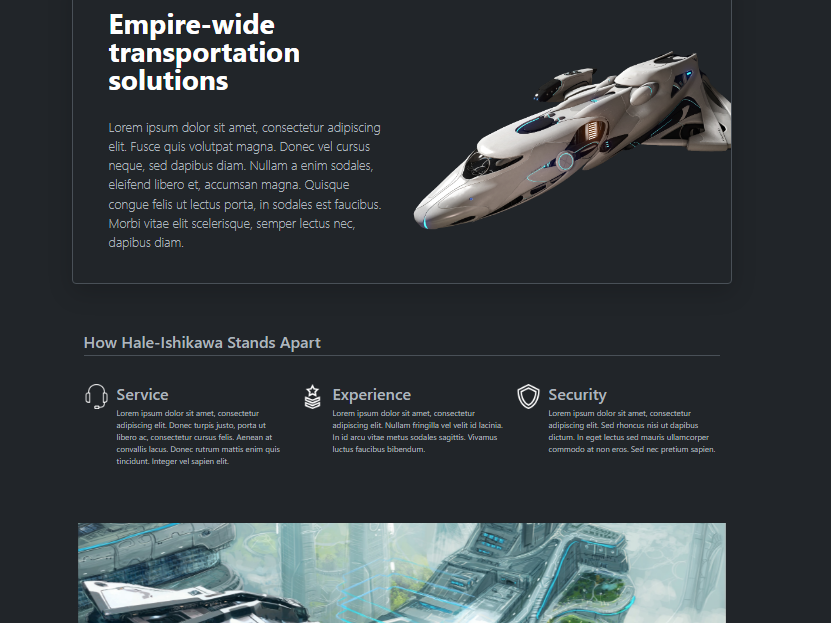 Empire-wide
transportation
solutions
Lorem ipsum dolor sit amet, consectetur adipiscing
elit. Fusce quis volutpat magna. Donec vel cursus
neque, sed dapibus diam. Nullam a enim sodales,
eleifend libero et, accumsan magna. Quisque
congue felis ut lectus porta, in sodales est faucibus.
Morbi vitae elit scelerisque, semper lectus nec,
dapibus diam.
How Hale-Ishikawa Stands Apart
Service
Lorem ipsum dolor sit amet, consectetur
adipiscing elit. Donec turpis justo, porta ut
libero ac, consectetur cursus felis. Aenean at
convallis lacus. Donec rutrum mattis enim quis
tincidunt. Integer vel sapien elit.
Experience
Lorem ipsum dolor sit amet, consectetur
adipiscing elit. Nullam fringilla vel velit id lacinia.
In id arcu vitae metus sodales sagittis. Vivamus
luctus faucibus bibendum.
Security
Lorem ipsum dolor sit amet, consectetur
adipiscing elit. Sed rhoncus nisi ut dapibus
dictum. In eget lectus sed mauris ullamcorper
commodo at non eros. Sed nec pretium sapien.